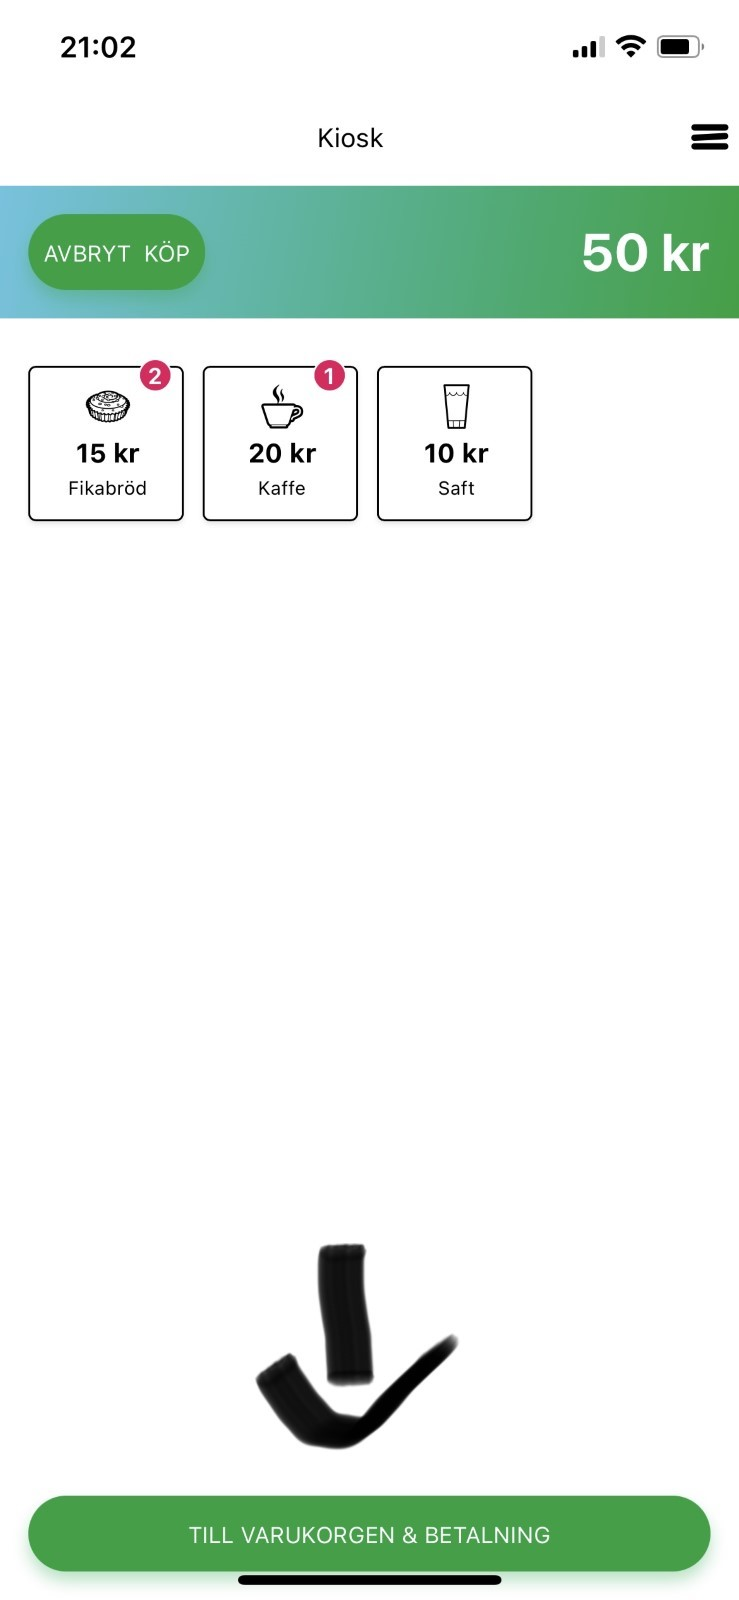 21:02
Kiosk
AVBRYT KÖP
50 kr
2
1
15 kr
20 kr
10 kr
Fikabröd
Kaffe
Saft
TILL VARUKORGEN & BETALNING